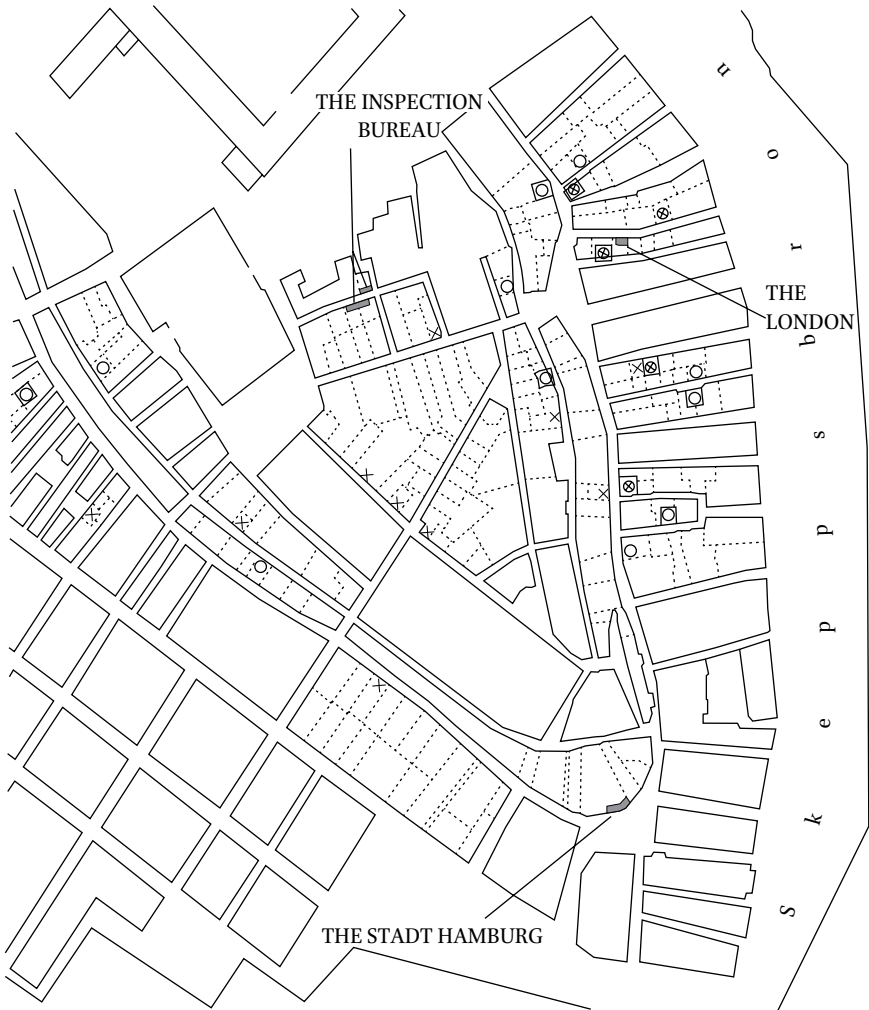 THE INSPECTION
BUREAU
THE
LONDON
THE STADT HAMBURG
Skeppsbron